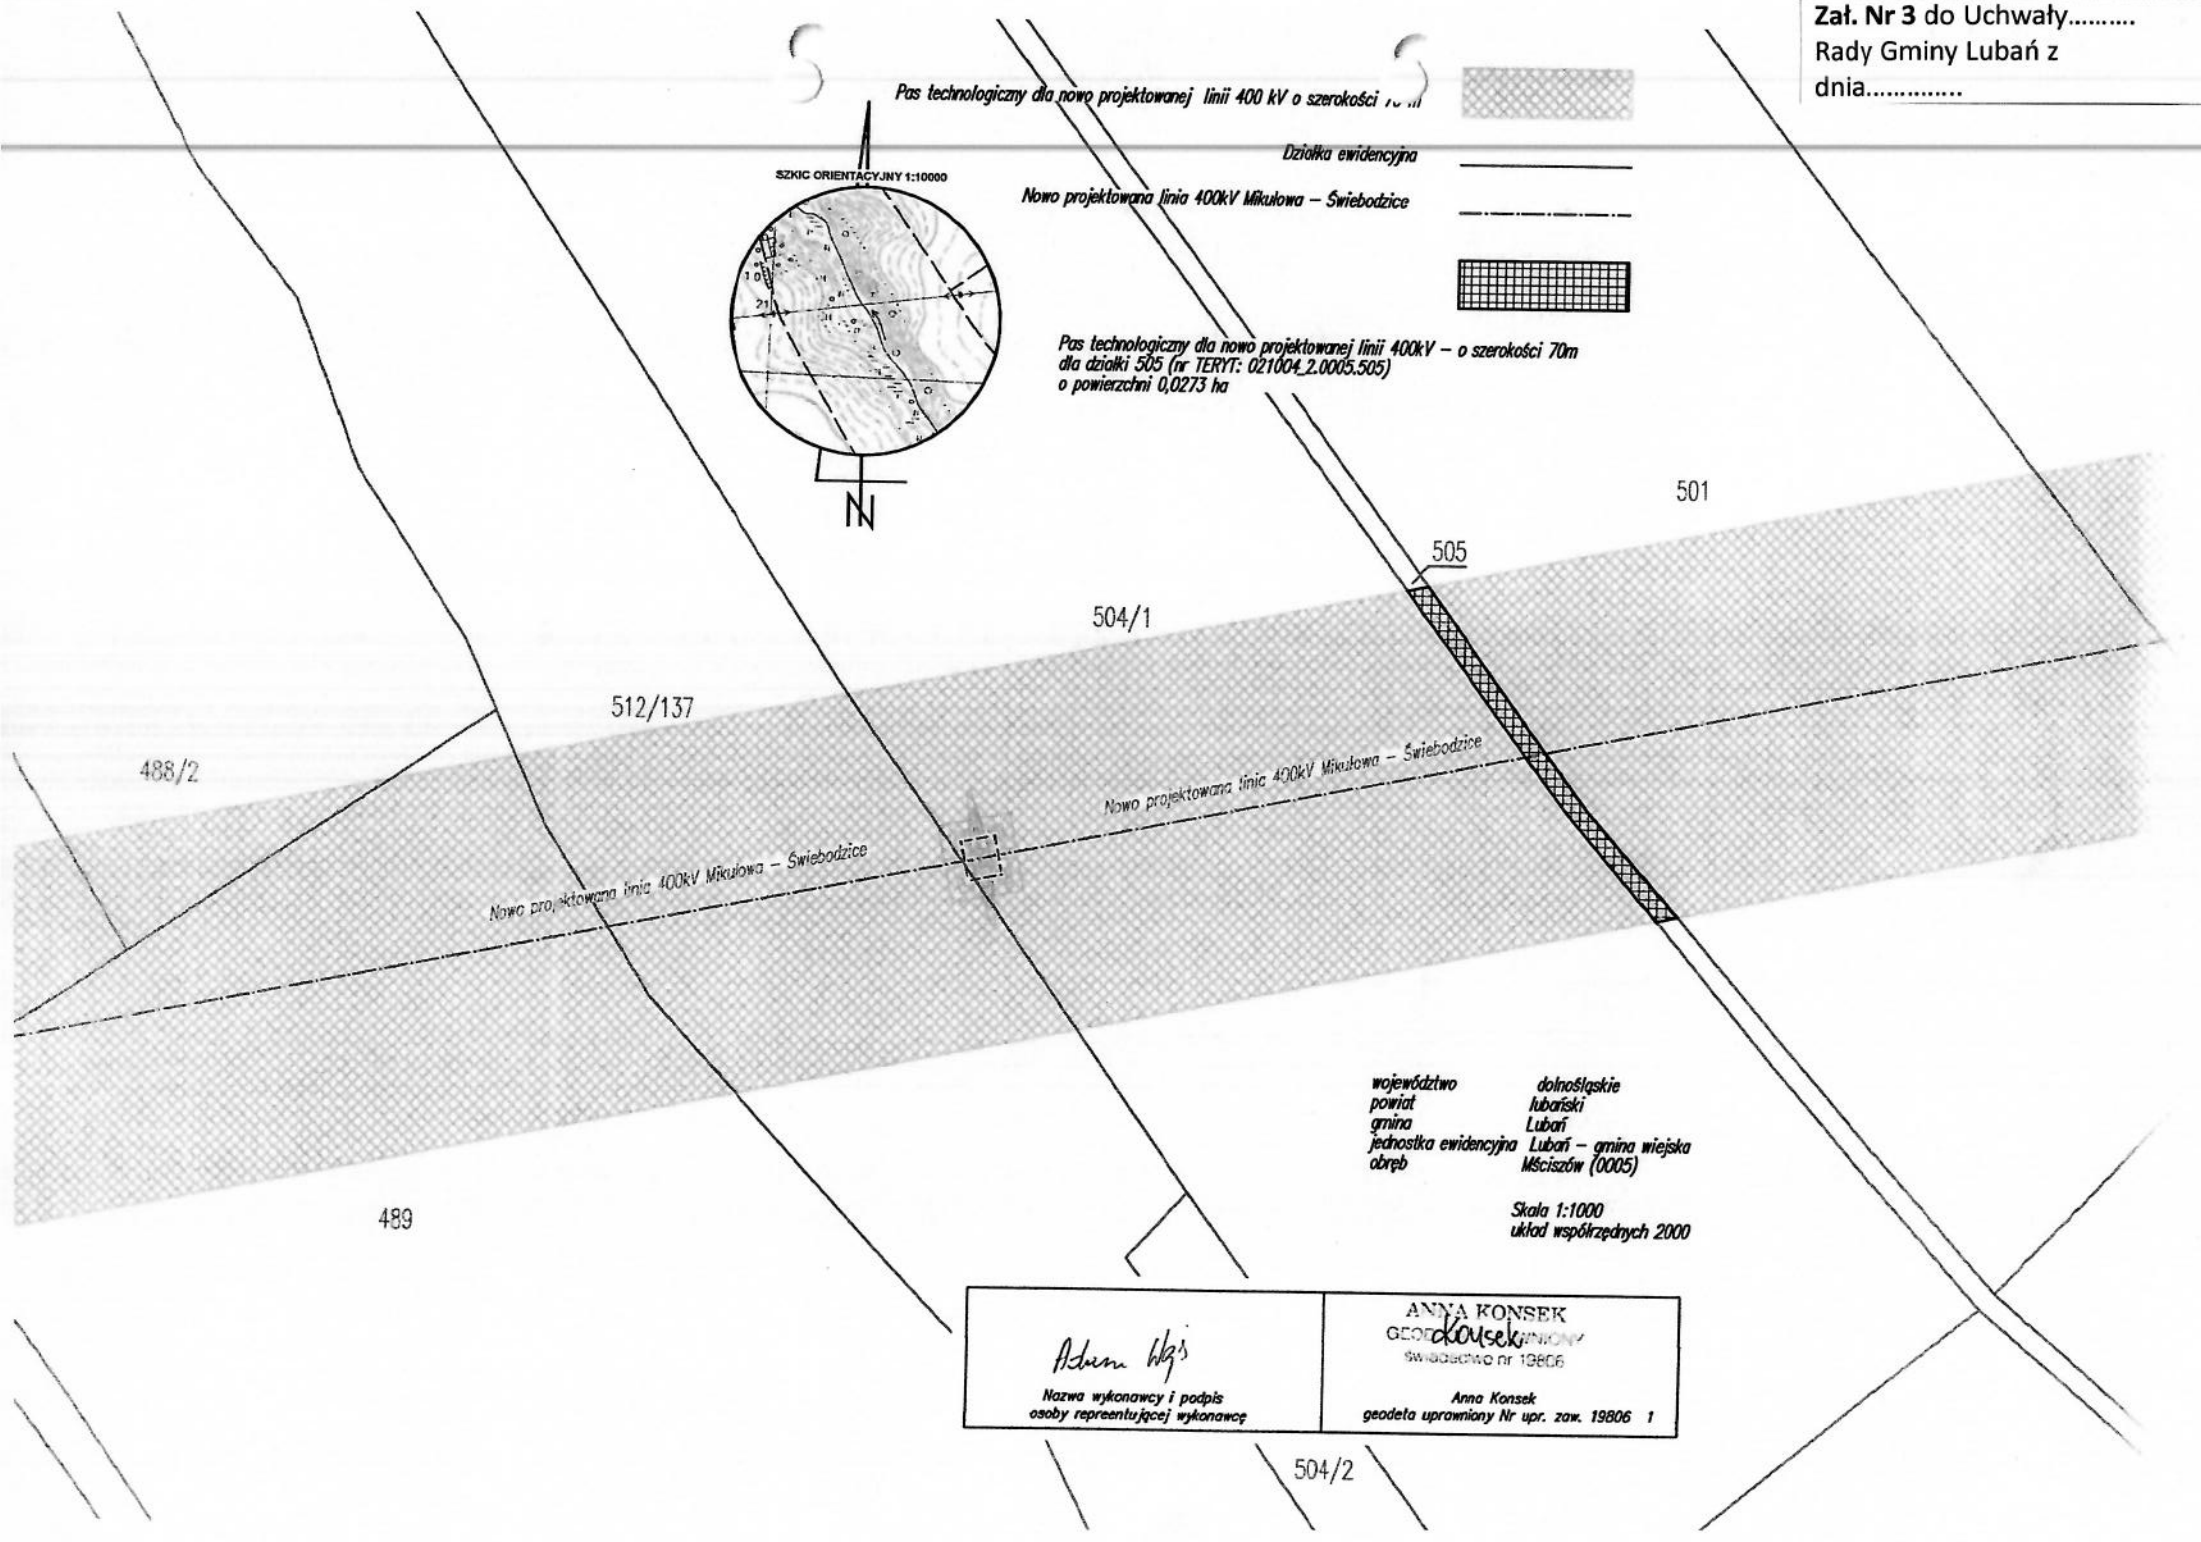 Zał. Nr 3 do Uchwały..........
Rady Gminy Lubań z
dnia..............
Pas technologiczny dla nowo projektowanej linii 400 kV o szerokości
Działka ewidencyjna
SZKIC ORIENTACYJNY 1:10000
Nowo projektowana linia 400kV Mikułowa – Świebodzice
Pas technologiczny dla nowo projektowanej linii 400kV – o szerokości 70m
dla działki 505 (nr TERYT: 021004_2.0005.505)
o powierzchni 0,0273 ha
N
501
505
504/1
512/137
488/2
Nowo projektowana linia 400kV Mikułowa – Świebodzice
Nowo projektowana linia 400kV Mikułowa – Świebodzice
489
województwo dolnośląskie
powiat lubański
gmina Lubań
jednostka ewidencyjna Lubań – gmina wiejska
obręb Mściszów (0005)
Skala 1:1000
układ współrzędnych 2000
ANNA KONSEK
Konsek
świadectwo nr 19806
Adam
Nazwa wykonawcy i podpis
osoby repreentującej wykonawcę
Anna Konsek
geodeta uprawniony Nr upr. zaw. 19806 1
504/2